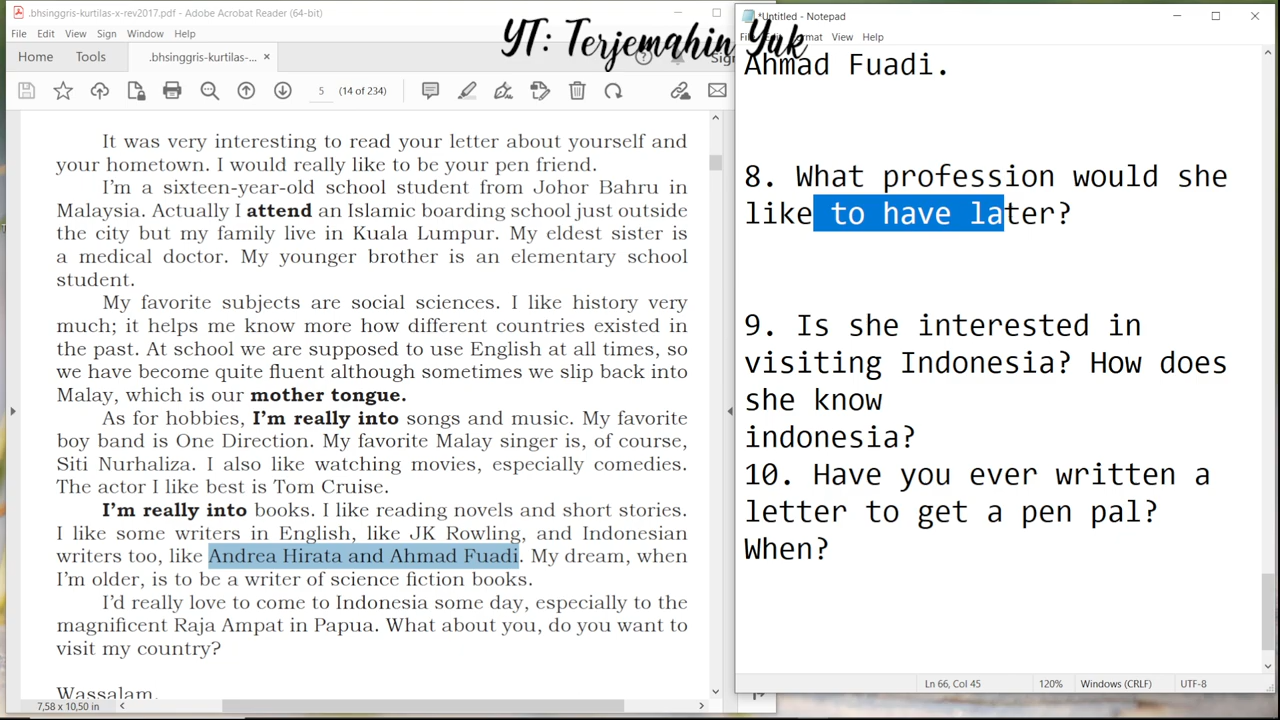 .bhsinggris-kurtilas-x-rev2017.pdf - Adobe Acrobat Reader (64-bit)
File Edit View Sign Window Help
Home Tools .bhsinggris-kurtilas-... × Sign
5 (14 of 234)
YT: Terjemahin Yuk
It was very interesting to read your letter about yourself and
your hometown. I would really like to be your pen friend.
I'm a sixteen-year-old school student from Johor Bahru in
Malaysia. Actually I attend an Islamic boarding school just outside
the city but my family live in Kuala Lumpur. My eldest sister is
a medical doctor. My younger brother is an elementary school
student.
My favorite subjects are social sciences. I like history very
much; it helps me know more how different countries existed in
the past. At school we are supposed to use English at all times, so
we have become quite fluent although sometimes we slip back into
Malay, which is our mother tongue.
As for hobbies, I'm really into songs and music. My favorite
boy band is One Direction. My favorite Malay singer is, of course,
Siti Nurhaliza. I also like watching movies, especially comedies.
The actor I like best is Tom Cruise.
I'm really into books. I like reading novels and short stories.
I like some writers in English, like JK Rowling, and Indonesian
writers too, like Andrea Hirata and Ahmad Fuadi. My dream, when
I'm older, is to be a writer of science fiction books.
I'd really love to come to Indonesia some day, especially to the
magnificent Raja Ampat in Papua. What about you, do you want to
visit my country?
Wassalam,
7,58 x 10,50 in
*Untitled - Notepad
File Edit Format View Help
Ahmad Fuadi.
8. What profession would she
like to have later?
9. Is she interested in
visiting Indonesia? How does
she know
indonesia?
10. Have you ever written a
letter to get a pen pal?
When?
Ln 66, Col 45 120% Windows (CRLF) UTF-8